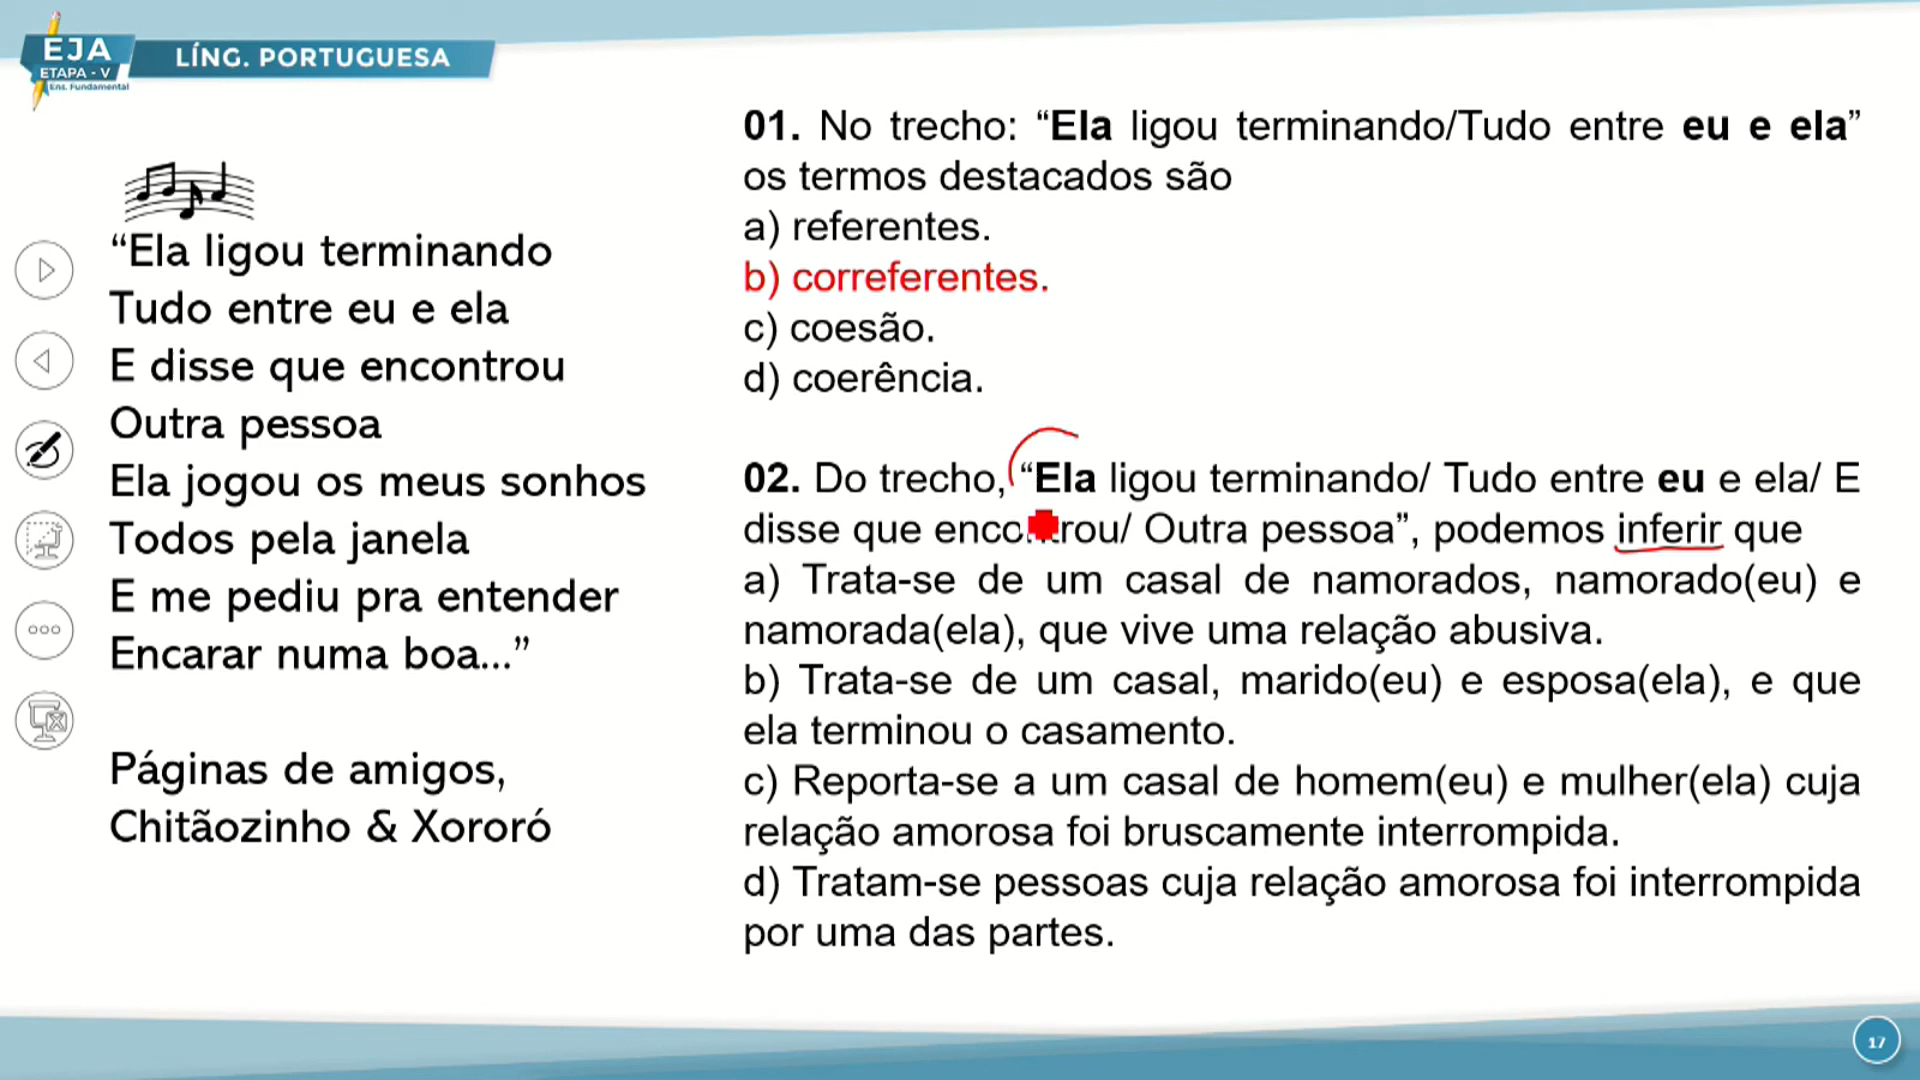 EJA
ETAPA - V
Ens. Fundamental
LÍNG. PORTUGUESA
“Ela ligou terminando
Tudo entre eu e ela
E disse que encontrou
Outra pessoa
Ela jogou os meus sonhos
Todos pela janela
E me pediu pra entender
Encarar numa boa...”
Páginas de amigos,
Chitãozinho & Xororó
01. No trecho: “Ela ligou terminando/Tudo entre eu e ela”
os termos destacados são
a) referentes.
b) correferentes.
c) coesão.
d) coerência.
02. Do trecho, “Ela ligou terminando/ Tudo entre eu e ela/ E
disse que encontrou/ Outra pessoa”, podemos inferir que
a) Trata-se de um casal de namorados, namorado(eu) e
namorada(ela), que vive uma relação abusiva.
b) Trata-se de um casal, marido(eu) e esposa(ela), e que
ela terminou o casamento.
c) Reporta-se a um casal de homem(eu) e mulher(ela) cuja
relação amorosa foi bruscamente interrompida.
d) Tratam-se pessoas cuja relação amorosa foi interrompida
por uma das partes.
17